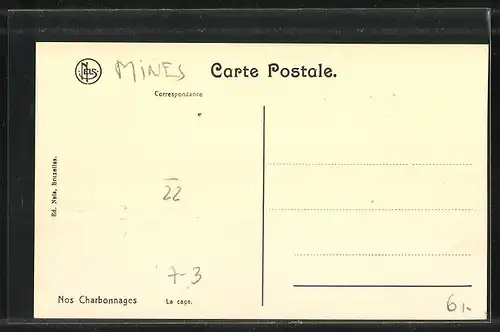 MINES
Carte Postale.
Correspondance
Ed. Nels, Bruxelles.
22
7-3
Nos Charbonnages La cage.
6,-